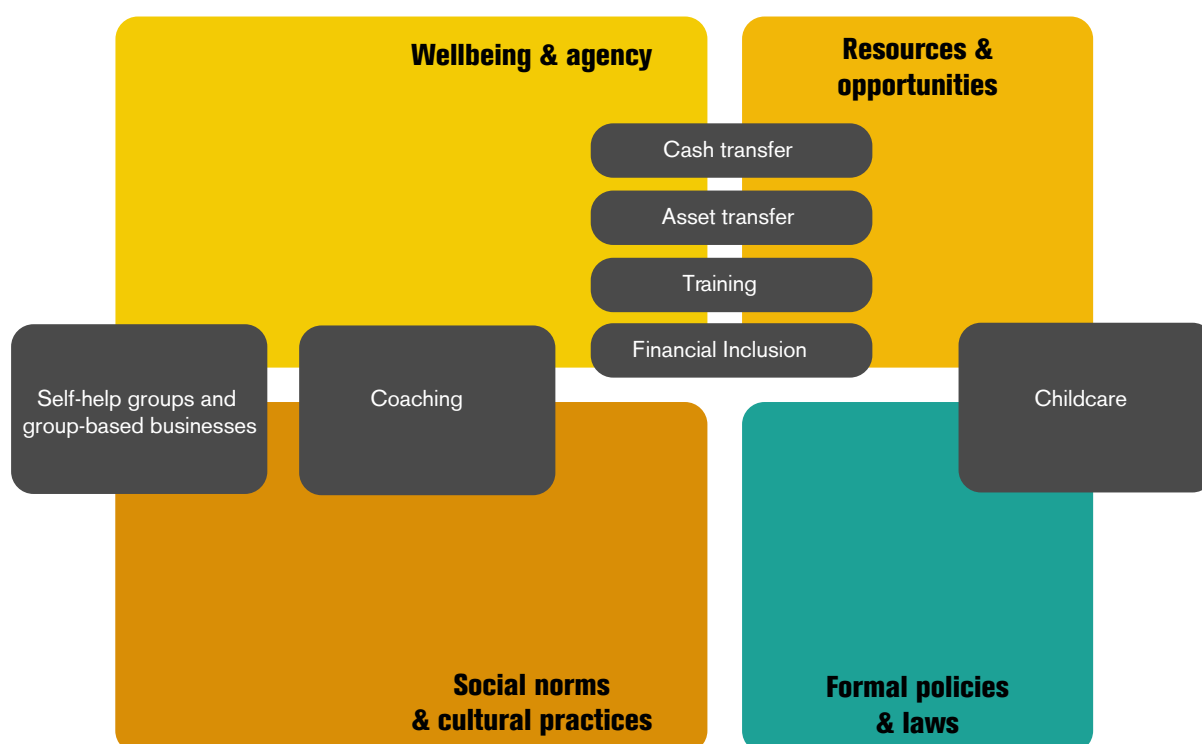 Wellbeing & agency
Resources &
opportunities
Cash transfer
Asset transfer
Training
Financial Inclusion
Self-help groups and
group-based businesses
Coaching
Childcare
Social norms
& cultural practices
Formal policies
& laws